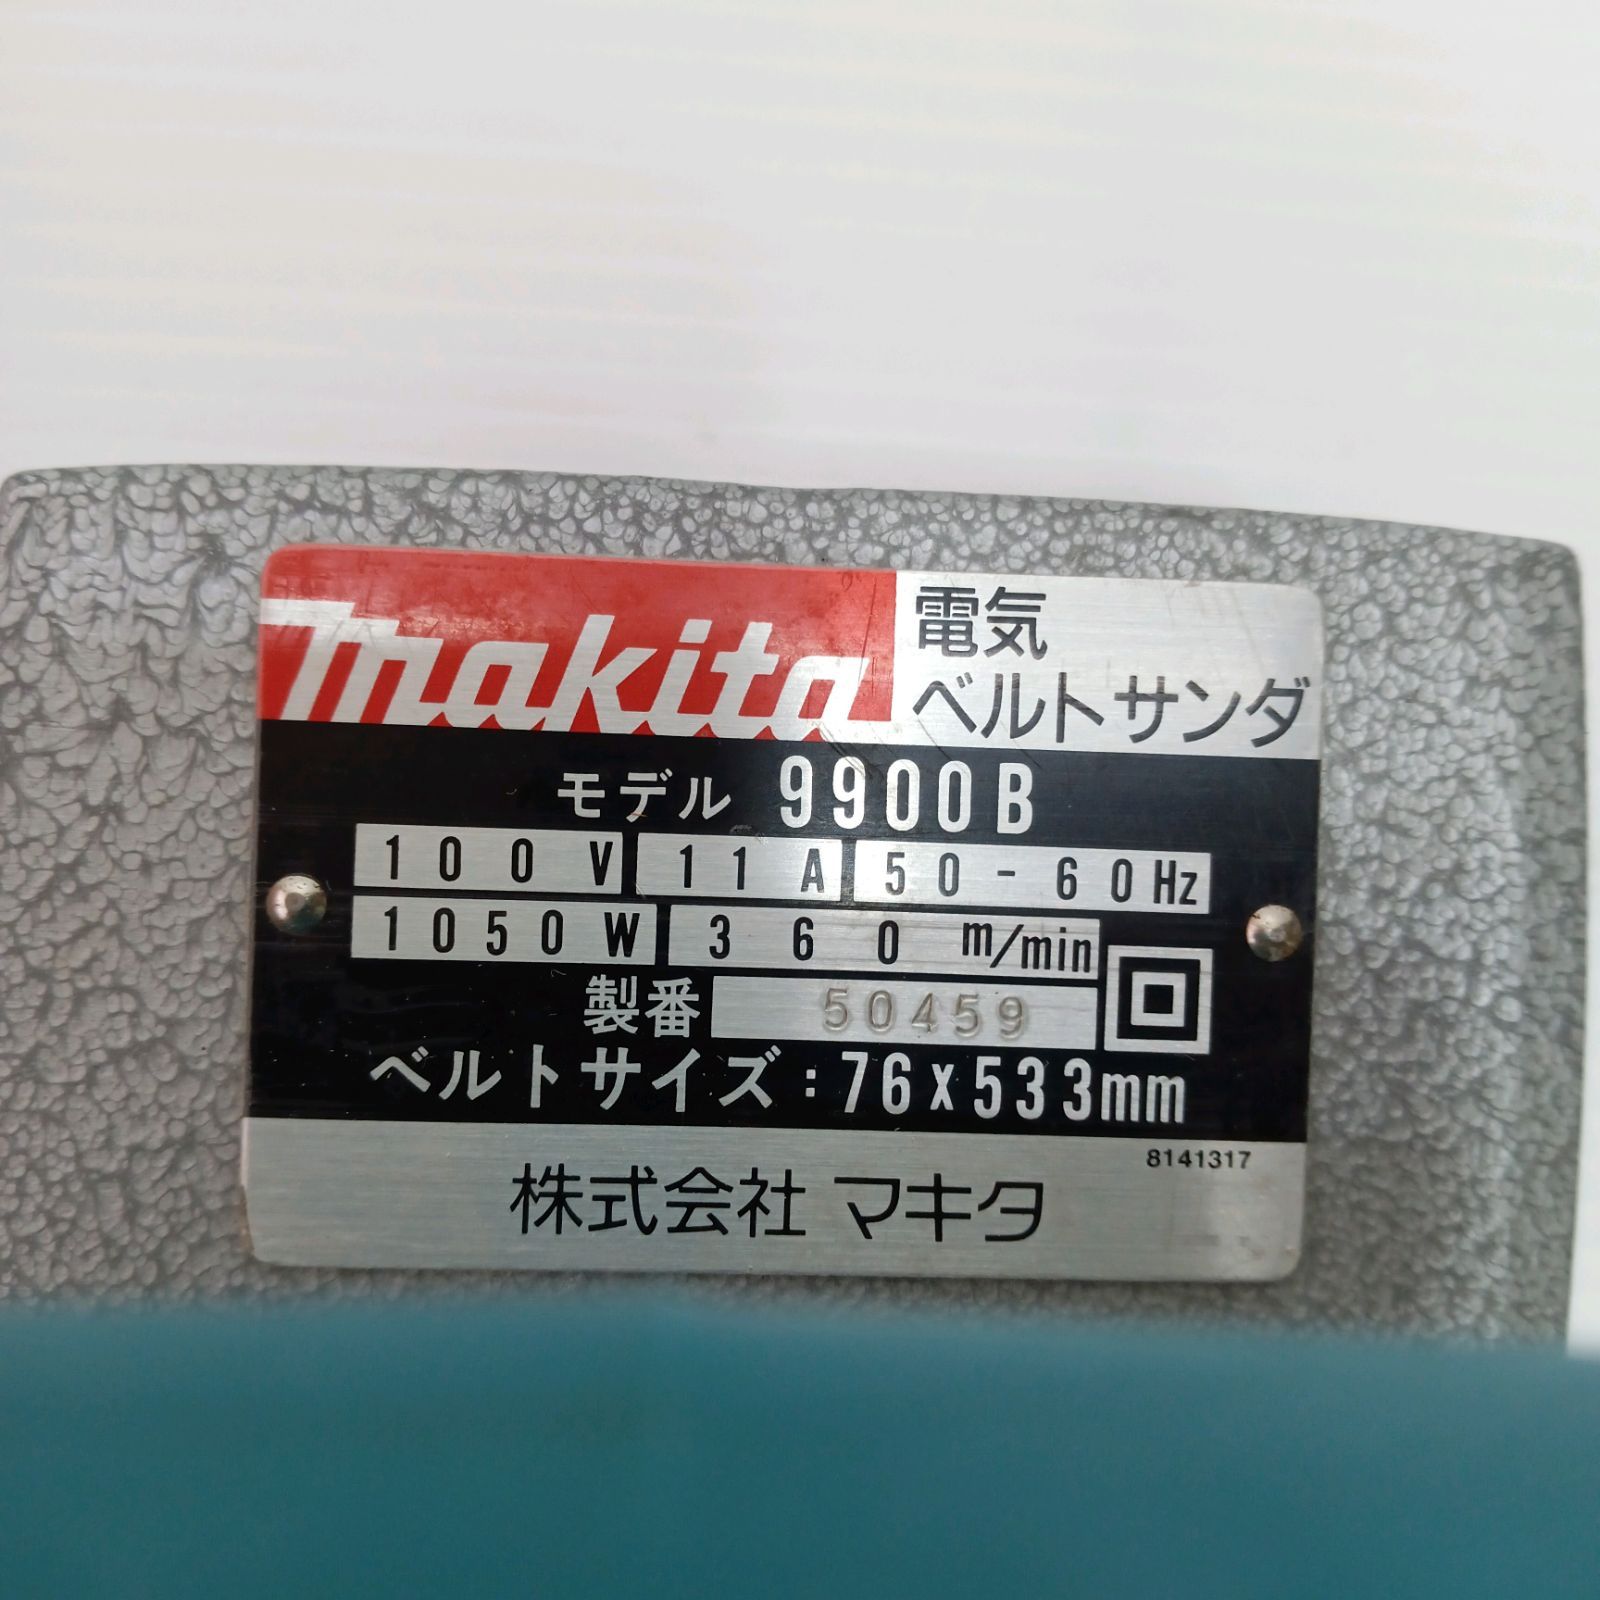 makita
電気
ベルトサンダ
モデル 9900B
100V 11A 50-60Hz
1050W 360 m/min
製番 50459
ベルトサイズ:76x533mm
8141317
株式会社 マキタ